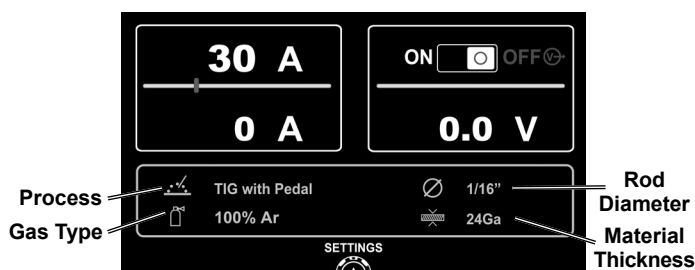 30 A
ON OFF V
0 A
0.0 V
Process
TIG with Pedal
1/16”
Rod Diameter
Gas Type
100% Ar
24Ga
Material Thickness
SETTINGS